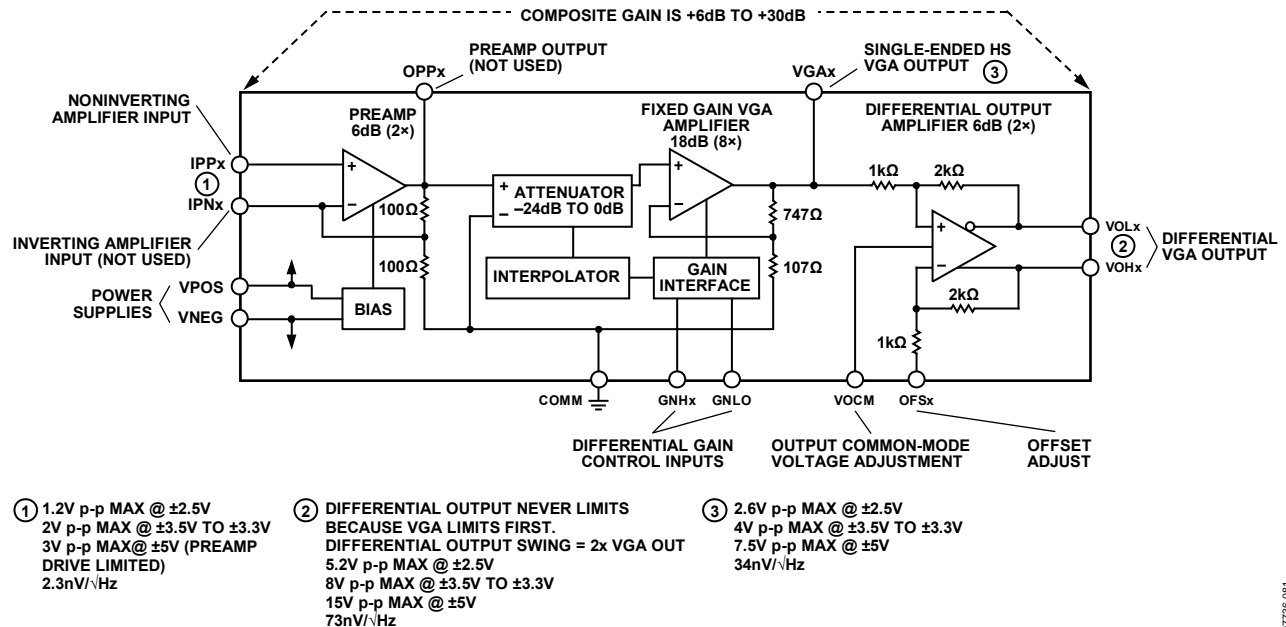 COMPOSITE GAIN IS +6dB TO +30dB
PREAMP OUTPUT
(NOT USED)
OPPx
VGAx
SINGLE-ENDED HS
VGA OUTPUT 3
NONINVERTING
AMPLIFIER INPUT
PREAMP
6dB (2×)
FIXED GAIN VGA
AMPLIFIER
18dB (8×)
DIFFERENTIAL OUTPUT
AMPLIFIER 6dB (2×)
IPPx
1
IPNx
+
–
100Ω
100Ω
+
–
ATTENUATOR
–24dB TO 0dB
+
–
747Ω
107Ω
1kΩ
2kΩ
+
–
2kΩ
1kΩ
VOLx
2
VOHx
DIFFERENTIAL
VGA OUTPUT
INVERTING AMPLIFIER
INPUT (NOT USED)
INTERPOLATOR
GAIN
INTERFACE
POWER
SUPPLIES
VPOS
VNEG
BIAS
COMM
GNHx
GNLO
VOCM
OFSx
DIFFERENTIAL GAIN
CONTROL INPUTS
OUTPUT COMMON-MODE
VOLTAGE ADJUSTMENT
OFFSET
ADJUST
1 1.2V p-p MAX @ ±2.5V
2V p-p MAX @ ±3.5V TO ±3.3V
3V p-p MAX@ ±5V (PREAMP
DRIVE LIMITED)
2.3nV/√Hz
2 DIFFERENTIAL OUTPUT NEVER LIMITS
BECAUSE VGA LIMITS FIRST.
DIFFERENTIAL OUTPUT SWING = 2x VGA OUT
5.2V p-p MAX @ ±2.5V
8V p-p MAX @ ±3.5V TO ±3.3V
15V p-p MAX @ ±5V
73nV/√Hz
3 2.6V p-p MAX @ ±2.5V
4V p-p MAX @ ±3.5V TO ±3.3V
7.5V p-p MAX @ ±5V
34nV/√Hz